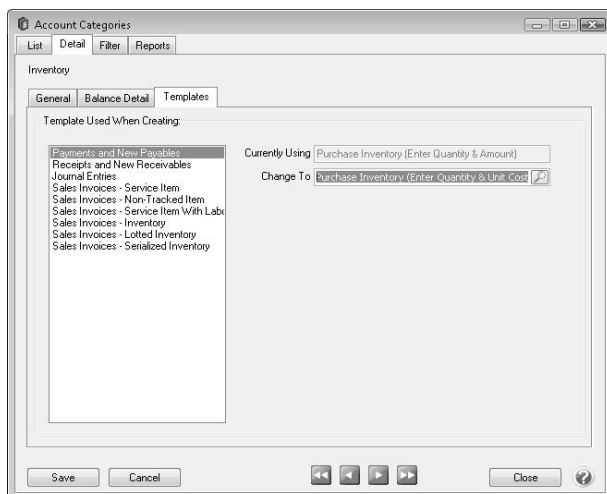 Account Categories
List Detail Filter Reports
Inventory
General Balance Detail Templates
Template Used When Creating:
Payments and New Payables
Receipts and New Receivables
Journal Entries
Sales Invoices - Service Item
Sales Invoices - Non-Tracked Item
Sales Invoices - Service Item With Labo
Sales Invoices - Inventory
Sales Invoices - Lotted Inventory
Sales Invoices - Serialized Inventory
Currently Using Purchase Inventory (Enter Quantity & Amount)
Change To Purchase Inventory (Enter Quantity & Unit Cost
Save Cancel Close ?